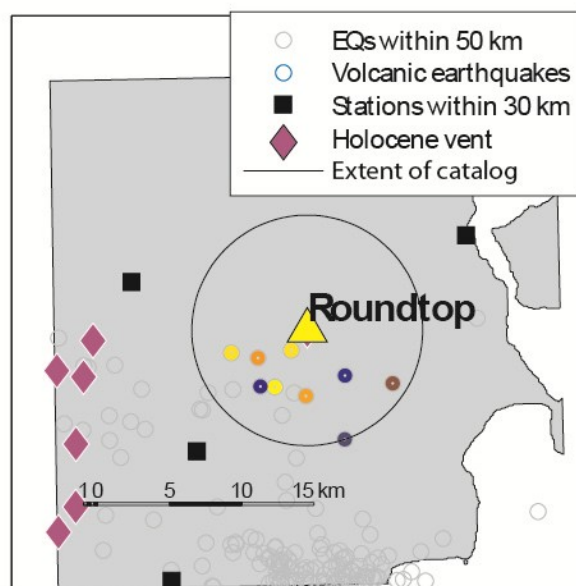 EQs within 50 km
Volcanic earthquakes
Stations within 30 km
Holocene vent
Extent of catalog
Roundtop
10 5 10 15 km